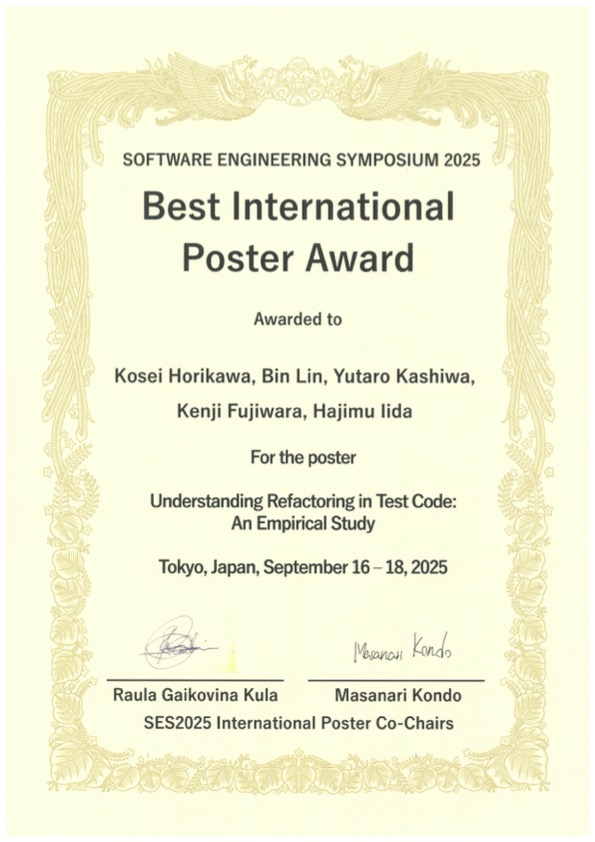 SOFTWARE ENGINEERING SYMPOSIUM 2025
Best International
Poster Award
Awarded to
Kosei Horikawa, Bin Lin, Yutaro Kashiwa,
Kenji Fujiwara, Hajimu Iida
For the poster
Understanding Refactoring in Test Code:
An Empirical Study
Tokyo, Japan, September 16 – 18, 2025
Masanari Kondo
Raula Gaikovina Kula
Masanari Kondo
SES2025 International Poster Co-Chairs